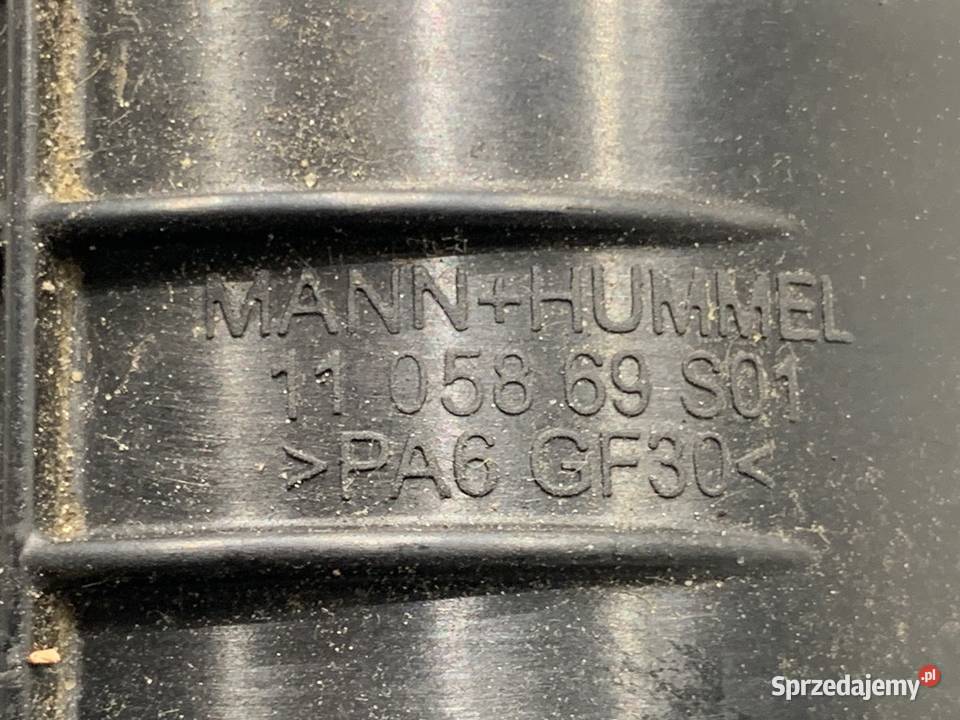 MANN+HUMMEL
11 058 69 S01
>PA6 GF30<
Sprzedajemy.pl